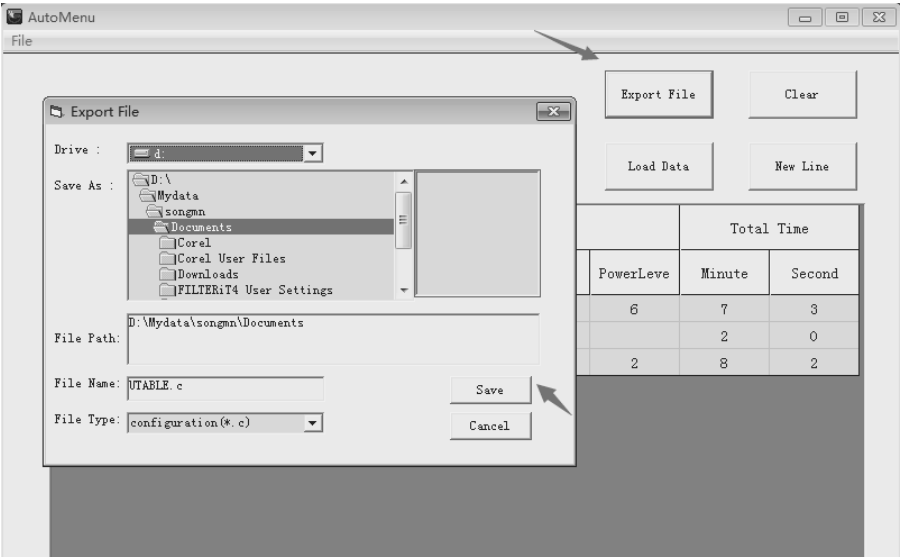 AutoMenu
File
Export File
Clear
Load Data
New Line
Total Time
PowerLeve
Minute
Second
6
7
3
2
0
2
8
2
Export File
Drive :
d:
Save As :
D:\
Mydata
songmn
Documents
Corel
Corel User Files
Downloads
FILTERiT4 User Settings
File Path:
D:\Mydata\songmn\Documents
File Name:
UTABLE.c
Save
File Type:
configuration(*.c)
Cancel